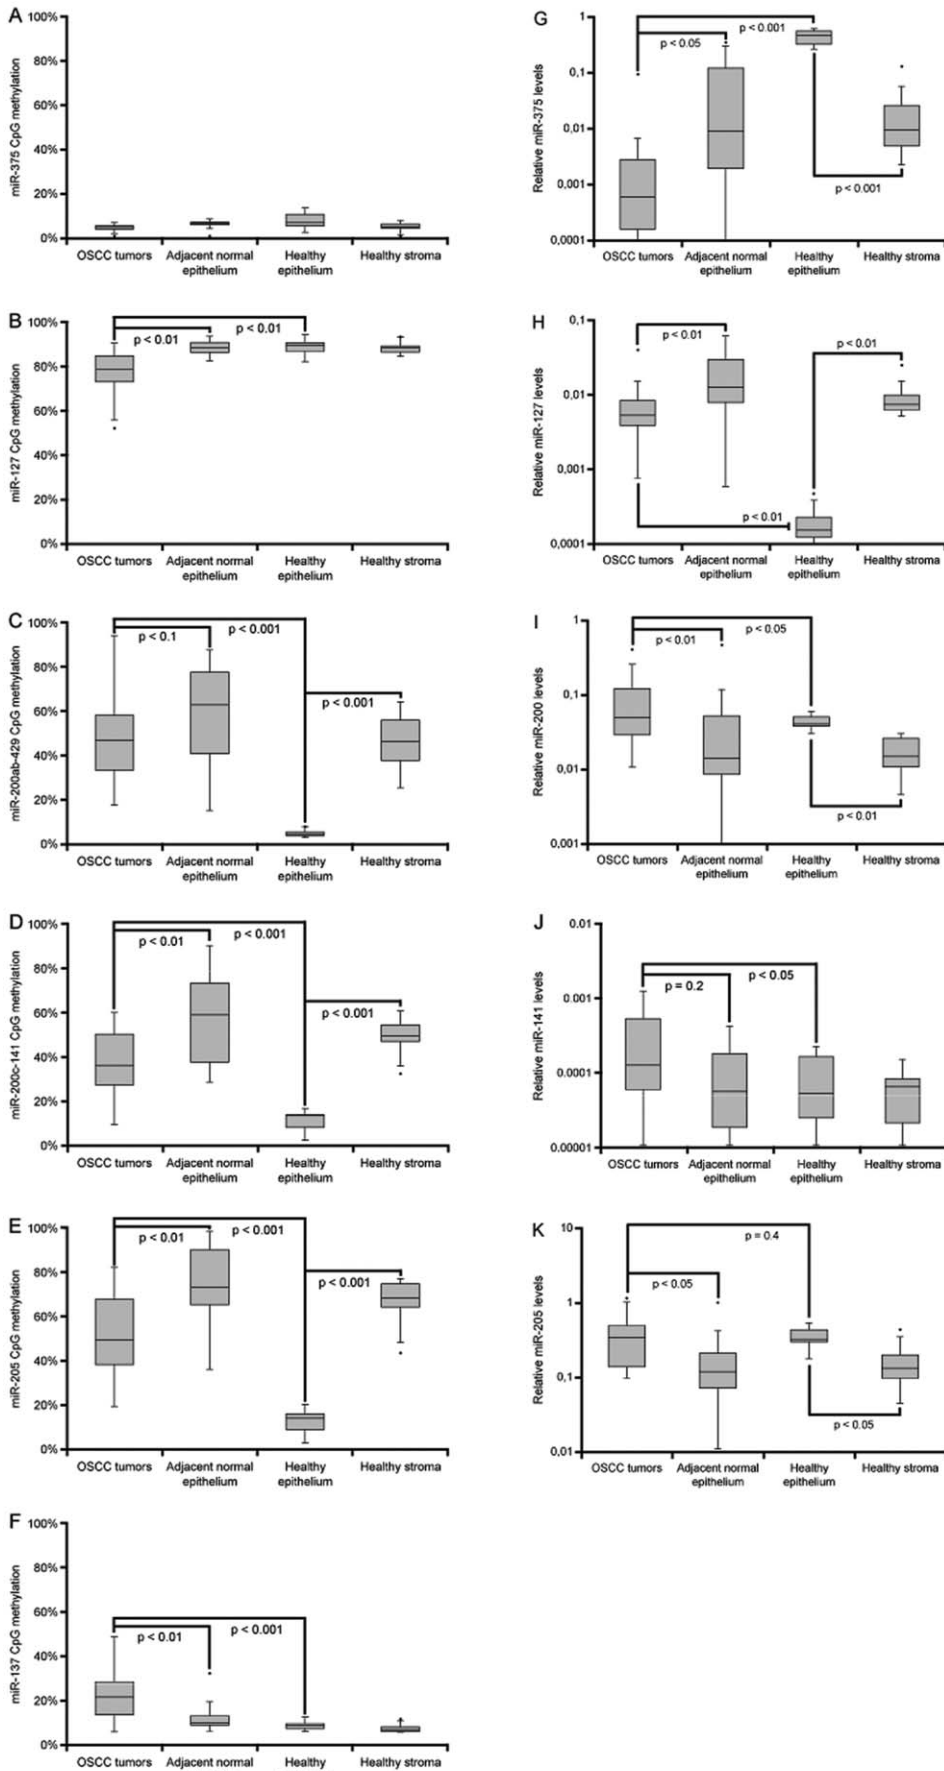 A
miR-375 CpG methylation
100%
80%
60%
40%
20%
0%
OSCC tumors
Adjacent normal
epithelium
Healthy
epithelium
Healthy stroma
G
Relative miR-375 levels
1
0,1
0,01
0,001
0,0001
p < 0.05
p < 0.001
p < 0.001
OSCC tumors
Adjacent normal
epithelium
Healthy
epithelium
Healthy stroma
B
miR-127 CpG methylation
100%
80%
60%
40%
20%
0%
p < 0.01
p < 0.01
OSCC tumors
Adjacent normal
epithelium
Healthy
epithelium
Healthy stroma
H
Relative miR-127 levels
0,1
0,01
0,001
0,0001
p < 0.01
p < 0.01
p < 0.01
OSCC tumors
Adjacent normal
epithelium
Healthy
epithelium
Healthy stroma
C
miR-200ab-429 CpG methylation
100%
80%
60%
40%
20%
0%
p < 0.1
p < 0.001
p < 0.001
OSCC tumors
Adjacent normal
epithelium
Healthy
epithelium
Healthy stroma
I
Relative miR-200 levels
1
0,1
0,01
0,001
p < 0.01
p < 0.05
p < 0.01
OSCC tumors
Adjacent normal
epithelium
Healthy
epithelium
Healthy stroma
D
miR-200c-141 CpG methylation
100%
80%
60%
40%
20%
0%
p < 0.01
p < 0.001
p < 0.001
OSCC tumors
Adjacent normal
epithelium
Healthy
epithelium
Healthy stroma
J
Relative miR-141 levels
0.01
0.001
0.0001
0.00001
p = 0.2
p < 0.05
OSCC tumors
Adjacent normal
epithelium
Healthy
epithelium
Healthy stroma
E
miR-205 CpG methylation
100%
80%
60%
40%
20%
0%
p < 0.01
p < 0.001
p < 0.001
OSCC tumors
Adjacent normal
epithelium
Healthy
epithelium
Healthy stroma
K
Relative miR-205 levels
10
1
0,1
0,01
p = 0.4
p < 0.05
p < 0.05
OSCC tumors
Adjacent normal
epithelium
Healthy
epithelium
Healthy stroma
F
miR-137 CpG methylation
100%
80%
60%
40%
20%
0%
p < 0.01
p < 0.001
OSCC tumors
Adjacent normal
Healthy
Healthy stroma